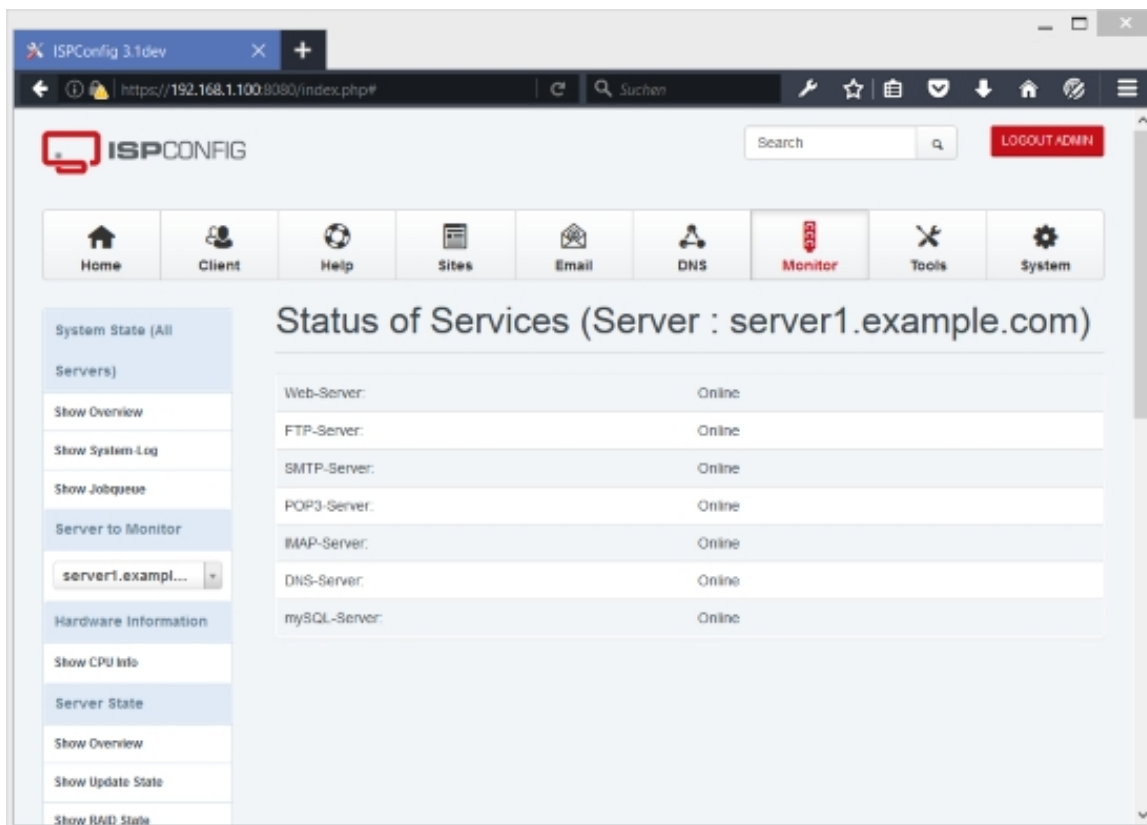 ISPConfig 3.1dev
https://192.168.1.100:8080/index.php#
Suchen
ISPCONFIG
Search
LOGOUT ADMIN
Home
Client
Help
Sites
Email
DNS
Monitor
Tools
System
System State (All
Servers)
Show Overview
Show System-Log
Show Jobqueue
Server to Monitor
server1.exampl...
Hardware Information
Show CPU Info
Server State
Show Overview
Show Update State
Show RAID State
Status of Services (Server : server1.example.com)
Web-Server: Online
FTP-Server: Online
SMTP-Server: Online
POP3-Server: Online
IMAP-Server: Online
DNS-Server: Online
mySQL-Server: Online